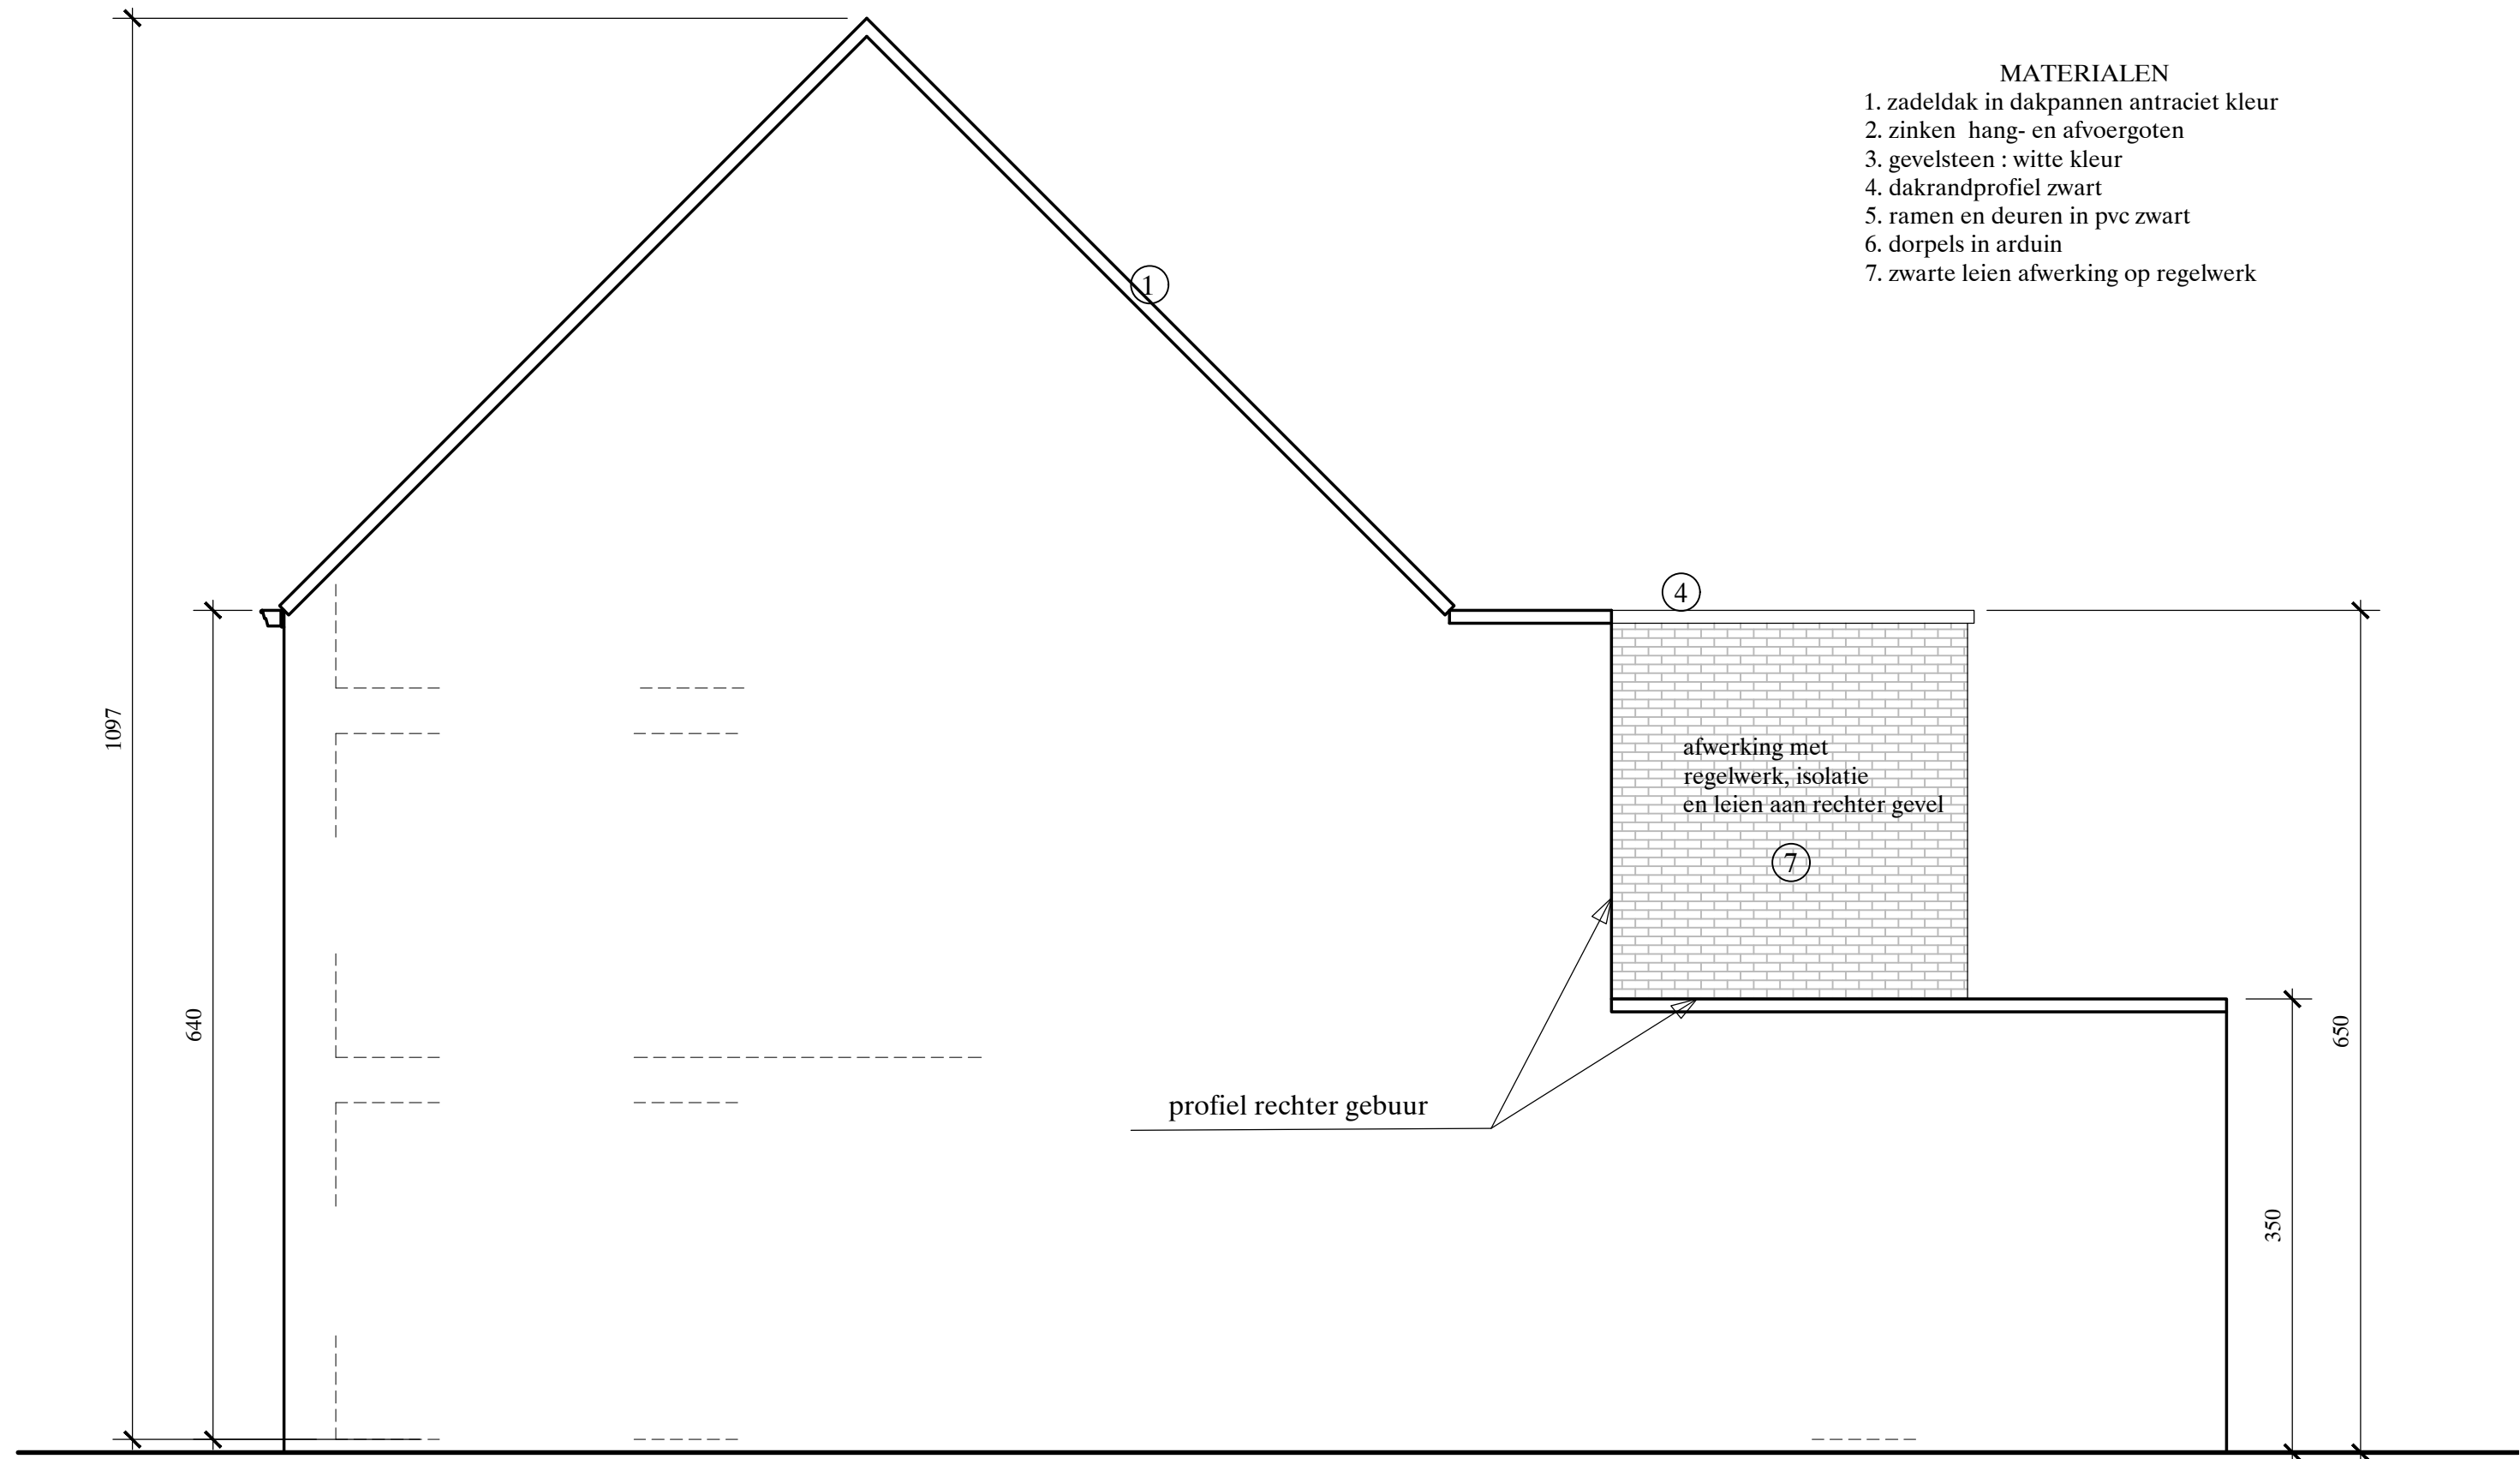 MATERIALEN
1. zadeldak in dakpannen antraciet kleur
2. zinken  hang- en afvoergoten
3. gevelsteen : witte kleur
4. dakrandprofiel zwart
5. ramen en deuren in pvc zwart
6. dorpels in arduin
7. zwarte leien afwerking op regelwerk
1
4
1097
640
afwerking met
regelwerk, isolatie
en leien aan rechter gevel
7
profiel rechter gebuur
650
350